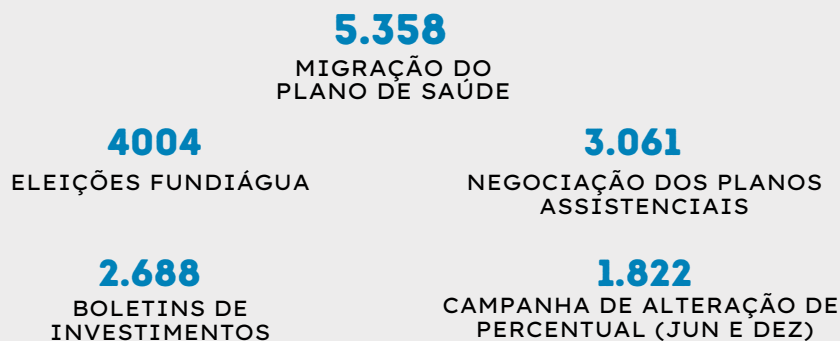 5.358
MIGRAÇÃO DO
PLANO DE SAÚDE
4004
ELEIÇÕES FUNDIÁGUA
3.061
NEGOCIAÇÃO DOS PLANOS
ASSISTENCIAIS
2.688
BOLETINS DE
INVESTIMENTOS
1.822
CAMPANHA DE ALTERAÇÃO DE
PERCENTUAL (JUN E DEZ)